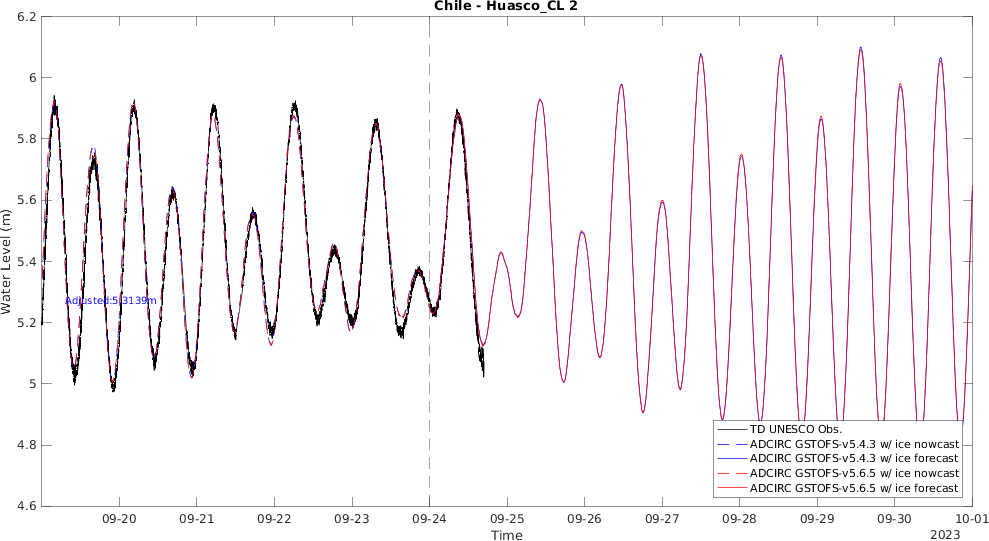 Chile - Huasco_CL 2
6.2
6
5.8
5.6
5.4
5.2
5
4.8
4.6
Water Level (m)
Adjusted:5.3139m
TD UNESCO Obs.
ADCIRC GSTOFS-v5.4.3 w/ ice nowcast
ADCIRC GSTOFS-v5.4.3 w/ ice forecast
ADCIRC GSTOFS-v5.6.5 w/ ice nowcast
ADCIRC GSTOFS-v5.6.5 w/ ice forecast
09-20 09-21 09-22 09-23 09-24 09-25 09-26 09-27 09-28 09-29 09-30 10-01
Time
2023